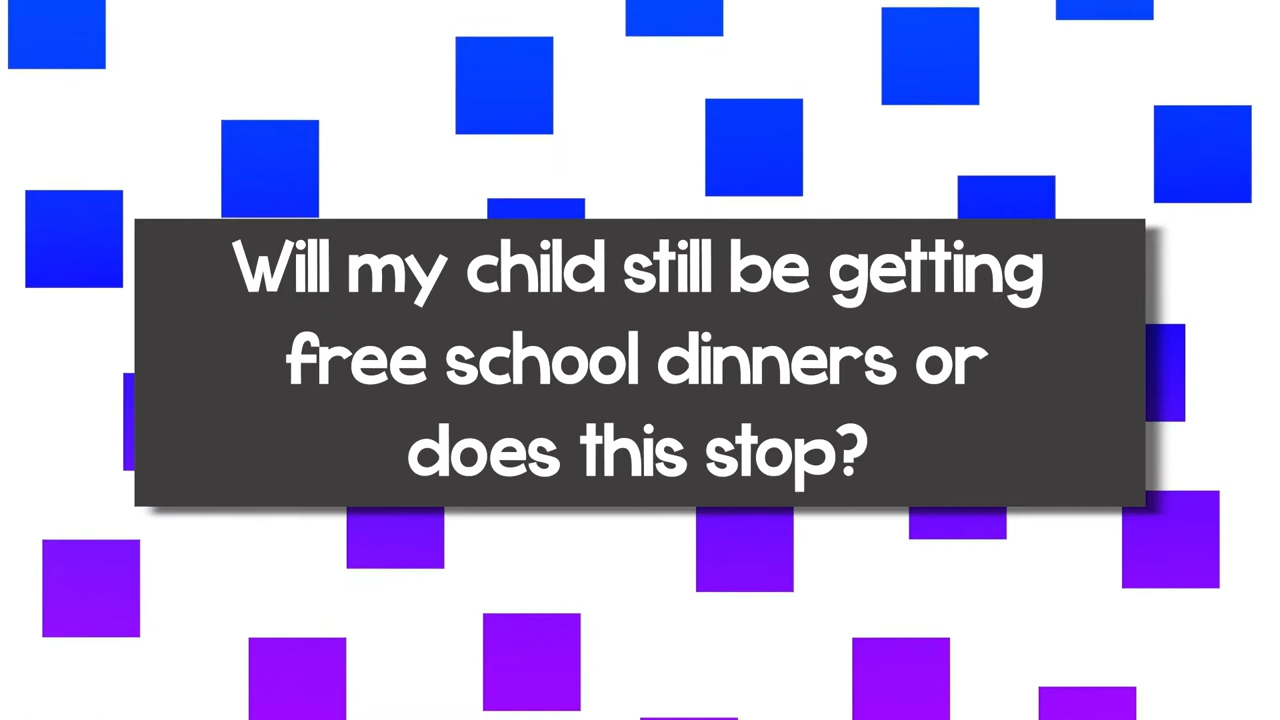 Will my child still be getting
free school dinners or
does this stop?